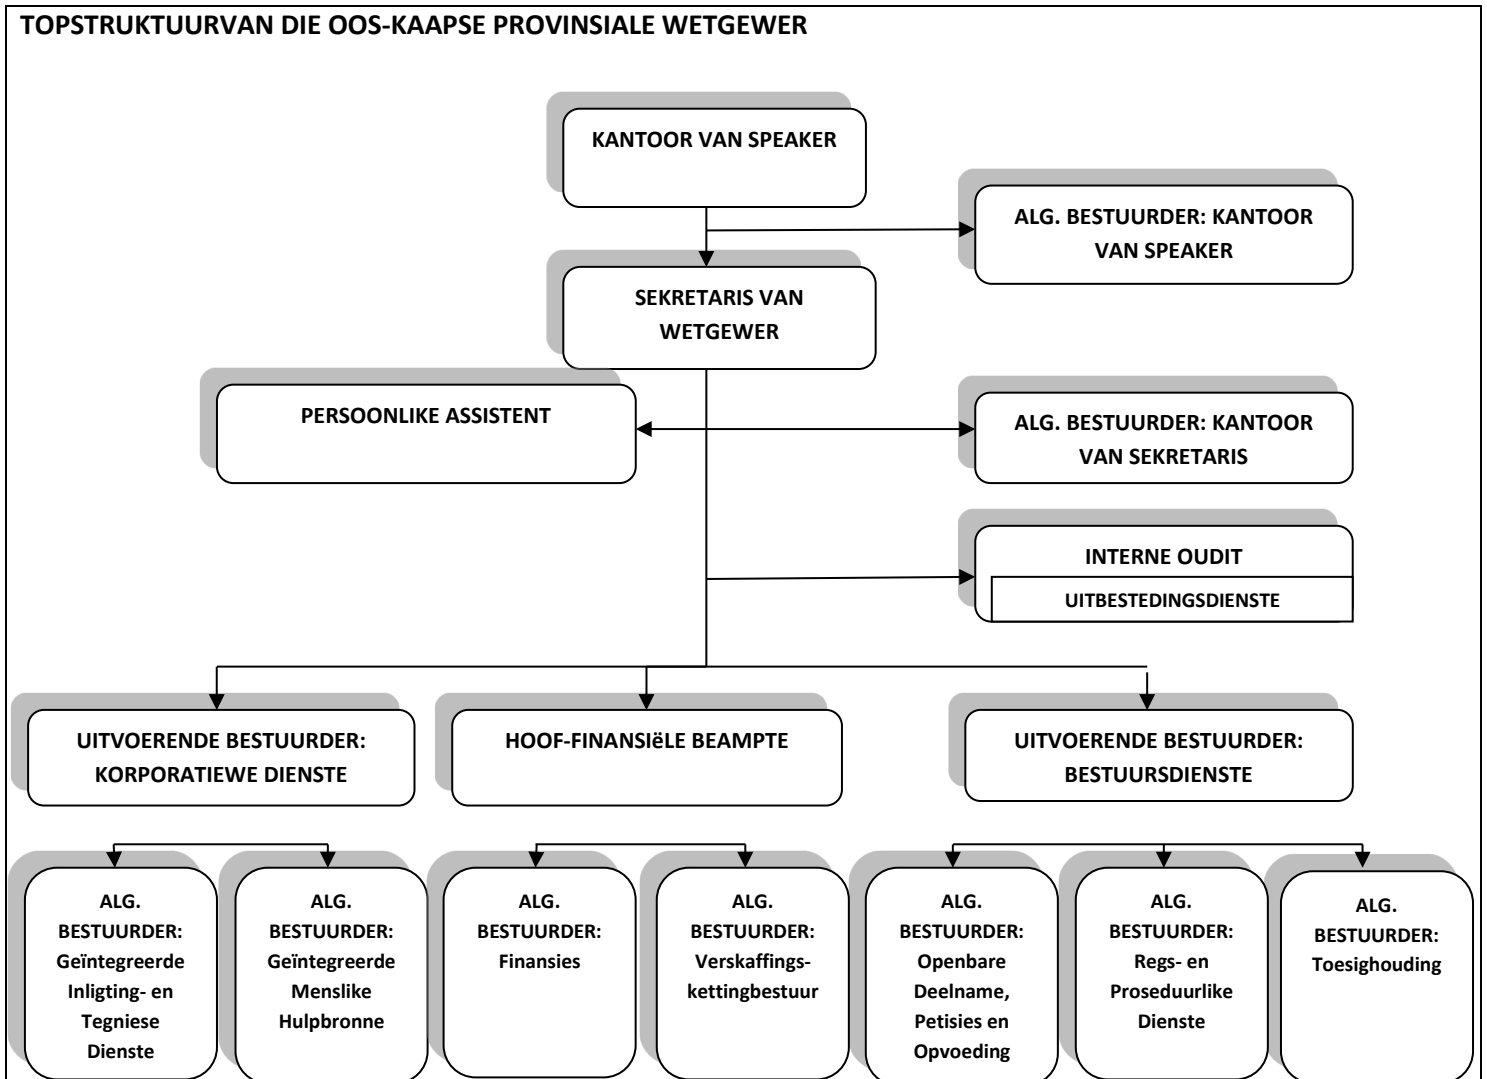 TOPSTRUKTUURVAN DIE OOS-KAAPSE PROVINSIALE WETGEWER
KANTOOR VAN SPEAKER
ALG. BESTUURDER: KANTOOR
VAN SPEAKER
SEKRETARIS VAN
WETGEWER
PERSOONLIKE ASSISTENT
ALG. BESTUURDER: KANTOOR
VAN SEKRETARIS
INTERNE OUDIT
UITBESTEDINGSDIENSTE
UITVOERENDE BESTUURDER:
KORPORATIEWE DIENSTE
HOOF-FINANSIëLE BEAMPTE
UITVOERENDE BESTUURDER:
BESTUURSDIENSTE
ALG.
BESTUURDER:
Geïntegreerde
Inligting- en
Tegniese
Dienste
ALG.
BESTUURDER:
Geïntegreerde
Menslike
Hulpbronne
ALG.
BESTUURDER:
Finansies
ALG.
BESTUURDER:
Verskaffings-
kettingbestuur
ALG.
BESTUURDER:
Openbare
Deelname,
Petisies en
Opvoeding
ALG.
BESTUURDER:
Regs- en
Proseduurlike
Dienste
ALG.
BESTUURDER:
Toesighouding